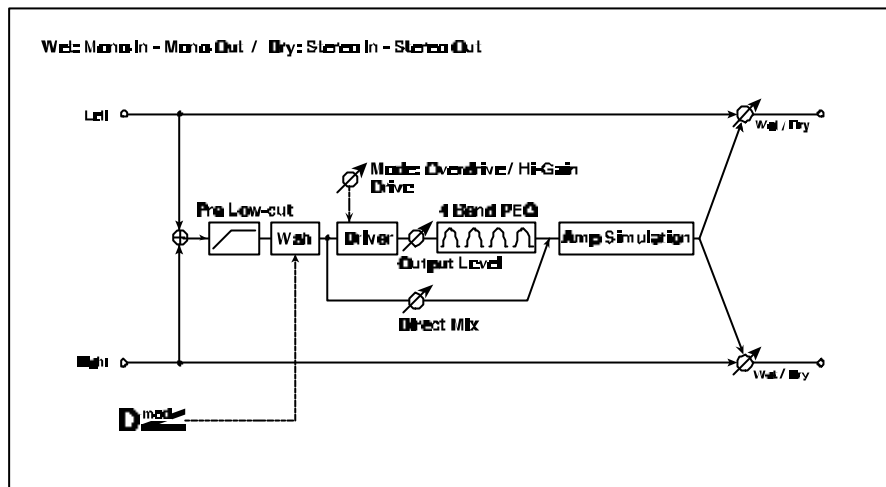 Wet: Mono In - Mono Out / Dry: Stereo In - Stereo Out
Left
Wet / Dry
Mode: Overdrive / Hi-Gain
Drive
Pre Low-cut
4 Band PEQ
Wah
Driver
Amp Simulation
Output Level
Direct Mix
Right
Wet / Dry
D mod